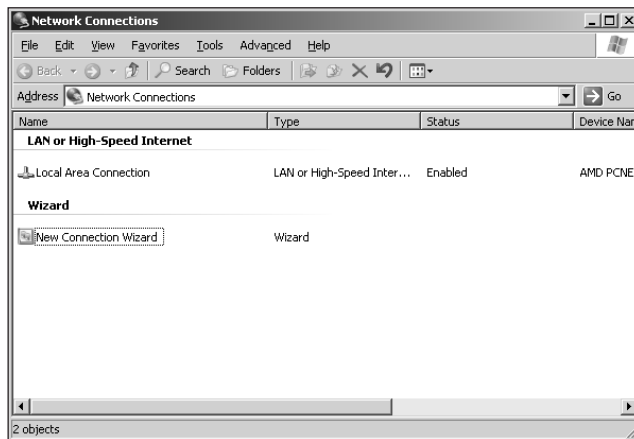 Network Connections
File Edit View Favorites Tools Advanced Help
Back Search Folders
Address Network Connections Go
Name Type Status Device Nar
LAN or High-Speed Internet
Local Area Connection LAN or High-Speed Inter... Enabled AMD PCNE
Wizard
New Connection Wizard Wizard
2 objects